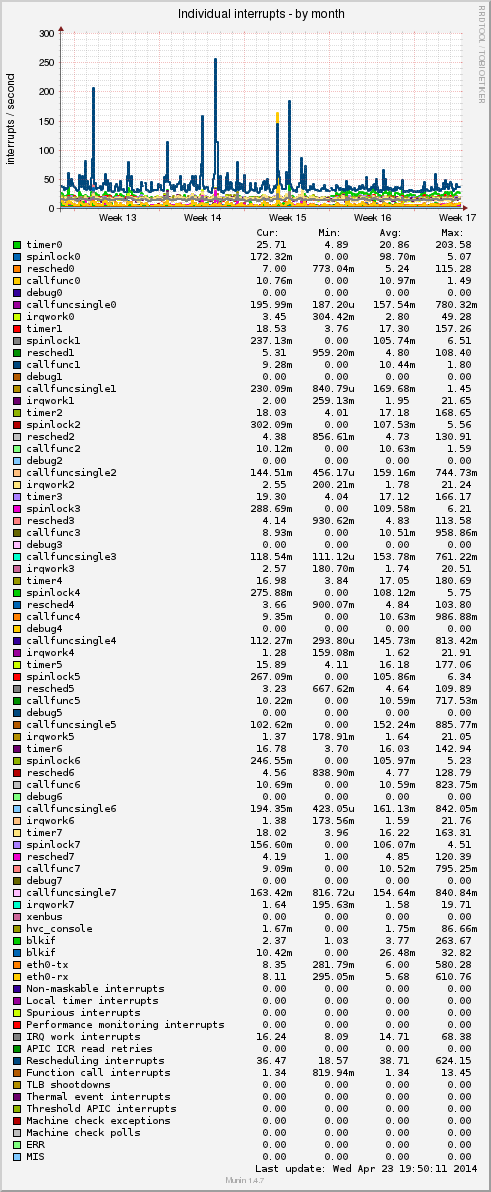 Individual interrupts - by month
RRDTOOL / TOBI OETIKER
interrupts / second
300
250
200
150
100
50
0
Week 13 Week 14 Week 15 Week 16 Week 17
Cur: Min: Avg: Max:
timer0 25.71 4.89 20.86 203.58
spinlock0 172.32m 0.00 98.70m 5.07
resched0 7.00 773.04m 5.24 115.28
callfunc0 10.76m 0.00 10.97m 1.49
debug0 0.00 0.00 0.00 0.00
callfuncsingle0 195.99m 187.20u 157.54m 780.32m
irqwork0 3.45 304.42m 2.80 49.28
timer1 18.53 3.76 17.30 157.26
spinlock1 237.13m 0.00 105.74m 6.51
resched1 5.31 959.20m 4.80 108.40
callfunc1 9.28m 0.00 10.44m 1.80
debug1 0.00 0.00 0.00 0.00
callfuncsingle1 230.09m 840.79u 169.68m 1.45
irqwork1 2.00 259.13m 1.95 21.65
timer2 18.03 4.01 17.18 168.65
spinlock2 302.09m 0.00 107.53m 5.56
resched2 4.38 856.61m 4.73 130.91
callfunc2 10.12m 0.00 10.63m 1.59
debug2 0.00 0.00 0.00 0.00
callfuncsingle2 144.51m 456.17u 159.16m 744.73m
irqwork2 2.55 200.21m 1.78 21.24
timer3 19.30 4.04 17.12 166.17
spinlock3 288.69m 0.00 109.58m 6.21
resched3 4.14 930.62m 4.83 113.58
callfunc3 8.93m 0.00 10.51m 958.86m
debug3 0.00 0.00 0.00 0.00
callfuncsingle3 118.54m 111.12u 153.78m 761.22m
irqwork3 2.57 180.70m 1.74 20.51
timer4 16.98 3.84 17.05 180.69
spinlock4 275.88m 0.00 108.12m 5.75
resched4 3.66 900.07m 4.84 103.80
callfunc4 9.35m 0.00 10.63m 986.88m
debug4 0.00 0.00 0.00 0.00
callfuncsingle4 112.27m 293.80u 145.73m 813.42m
irqwork4 1.28 159.08m 1.62 21.91
timer5 15.89 4.11 16.18 177.06
spinlock5 267.09m 0.00 105.86m 6.34
resched5 3.23 667.62m 4.64 109.89
callfunc5 10.22m 0.00 10.59m 717.53m
debug5 0.00 0.00 0.00 0.00
callfuncsingle5 102.62m 0.00 152.24m 885.77m
irqwork5 1.37 178.91m 1.64 21.05
timer6 16.78 3.70 16.03 142.94
spinlock6 246.55m 0.00 105.97m 5.23
resched6 4.56 838.90m 4.77 128.79
callfunc6 10.69m 0.00 10.59m 823.75m
debug6 0.00 0.00 0.00 0.00
callfuncsingle6 194.35m 423.05u 161.13m 842.05m
irqwork6 1.38 173.56m 1.59 21.76
timer7 18.02 3.96 16.22 163.31
spinlock7 156.60m 0.00 106.07m 4.51
resched7 4.19 1.00 4.85 120.39
callfunc7 9.09m 0.00 10.52m 795.25m
debug7 0.00 0.00 0.00 0.00
callfuncsingle7 163.42m 816.72u 154.64m 840.84m
irqwork7 1.64 195.63m 1.58 19.71
xenbus 0.00 0.00 0.00 0.00
hvc_console 1.67m 0.00 1.75m 86.66m
blkif 2.37 1.03 3.77 263.67
blkif 10.42m 0.00 26.48m 32.82
eth0-tx 8.35 281.79m 6.00 580.28
eth0-rx 8.11 295.05m 5.68 610.76
Non-maskable interrupts 0.00 0.00 0.00 0.00
Local timer interrupts 0.00 0.00 0.00 0.00
Spurious interrupts 0.00 0.00 0.00 0.00
Performance monitoring interrupts 0.00 0.00 0.00 0.00
IRQ work interrupts 16.24 8.09 14.71 68.38
APIC ICR read retries 0.00 0.00 0.00 0.00
Rescheduling interrupts 36.47 18.57 38.71 624.15
Function call interrupts 1.34 819.94m 1.34 13.45
TLB shootdowns 0.00 0.00 0.00 0.00
Thermal event interrupts 0.00 0.00 0.00 0.00
Threshold APIC interrupts 0.00 0.00 0.00 0.00
Machine check exceptions 0.00 0.00 0.00 0.00
Machine check polls 0.00 0.00 0.00 0.00
ERR 0.00 0.00 0.00 0.00
MIS 0.00 0.00 0.00 0.00
Last update: Wed Apr 23 19:50:11 2014
Munin 1.4.7